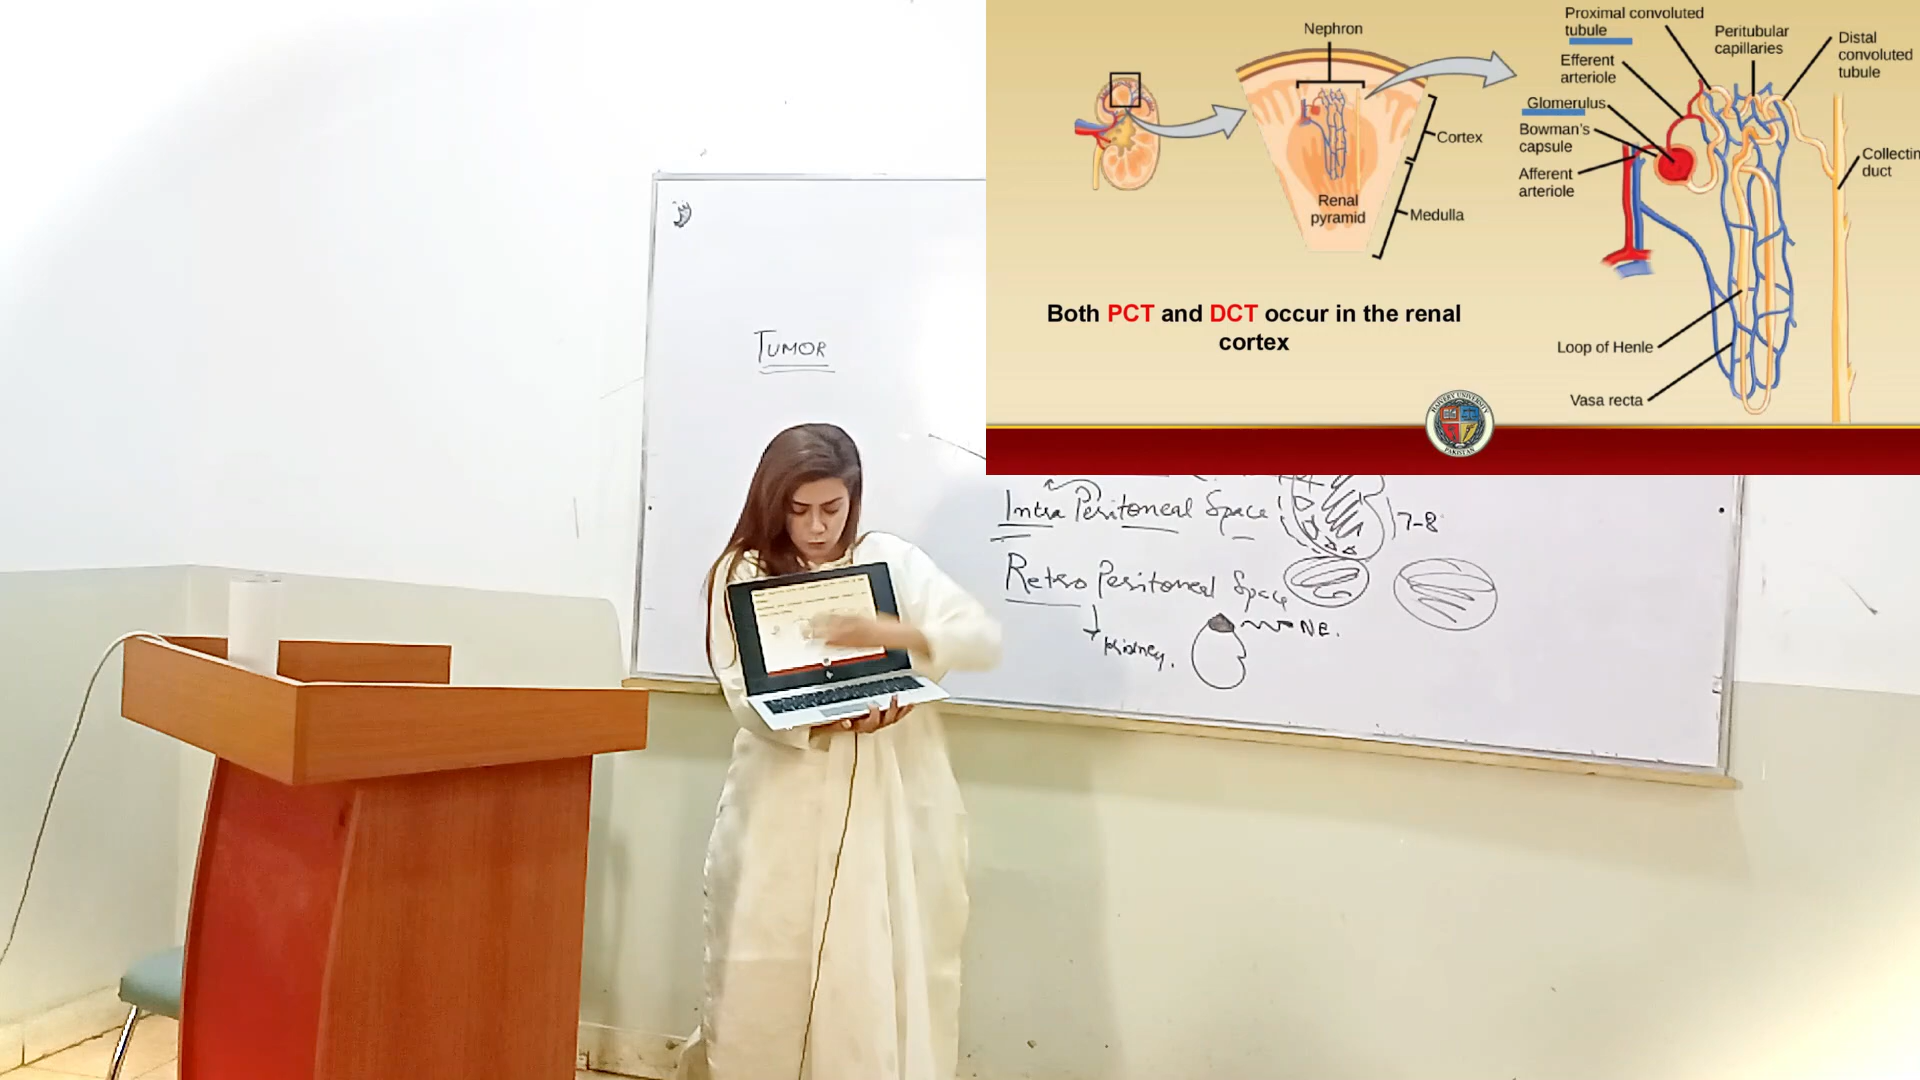 TUMOR
Proximal convoluted
tubule
Efferent
arteriole
Glomerulus
Bowman's
capsule
Afferent
arteriole
Peritubular
capillaries
Distal
convoluted
tubule
Collectin
duct
Nephron
Cortex
Medulla
Renal
pyramid
Loop of Henle
Vasa recta
Both PCT and DCT occur in the renal
cortex
PAKISTAN
Intra Peritoneal Space
7-8
Retro Peritoneal Space
NE.
kidney.